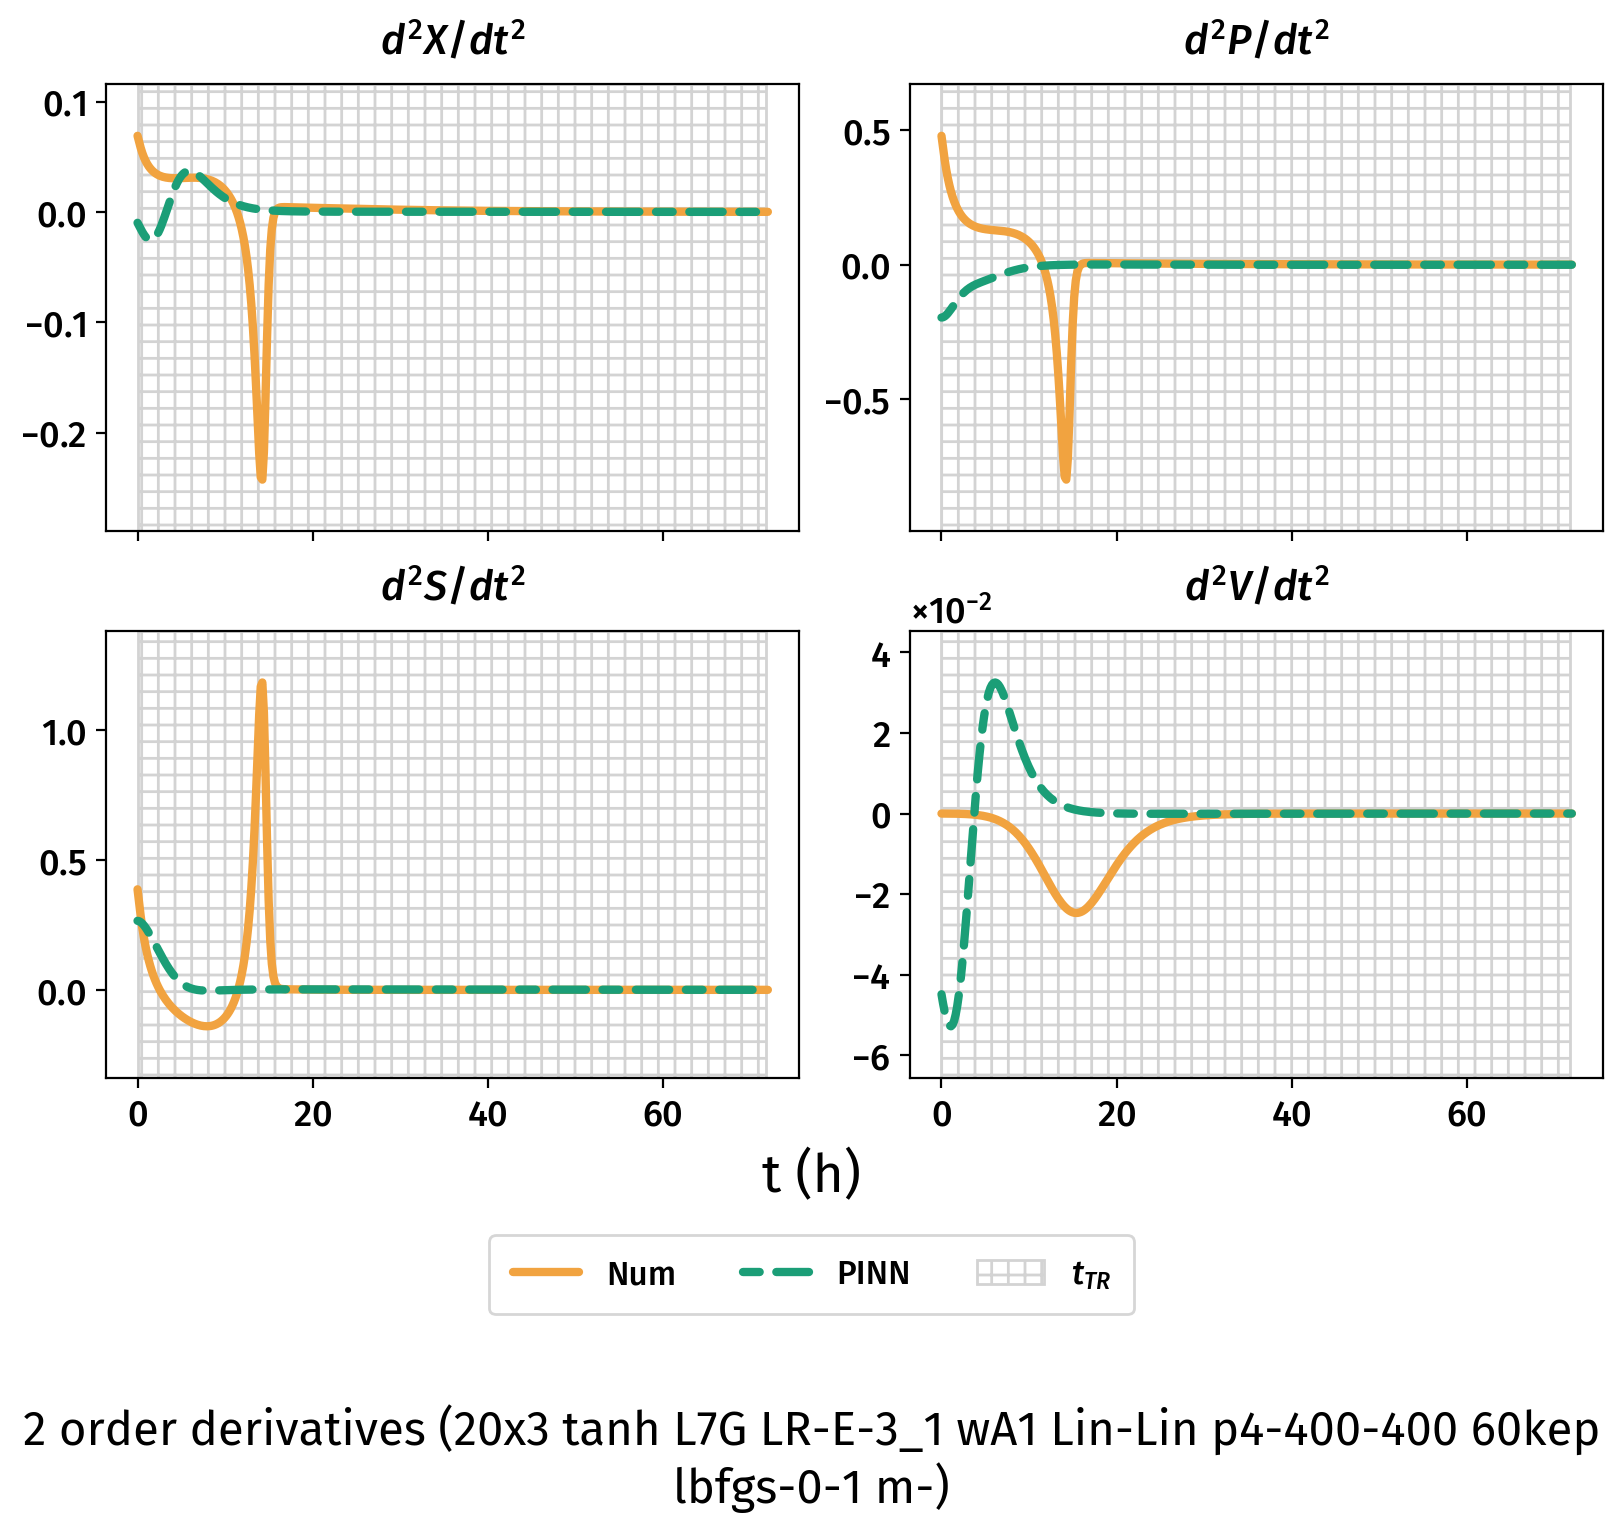 d²X/dt²
d²P/dt²
0.1
0.0
−0.1
−0.2
0.5
0.0
−0.5
d²S/dt²
d²V/dt²
×10⁻²
1.0
0.5
0.0
4
2
0
−2
−4
−6
0 20 40 60
0 20 40 60
t (h)
Num PINN t_TR
2 order derivatives (20x3 tanh L7G LR-E-3_1 wA1 Lin-Lin p4-400-400 60kep
lbfgs-0-1 m-)